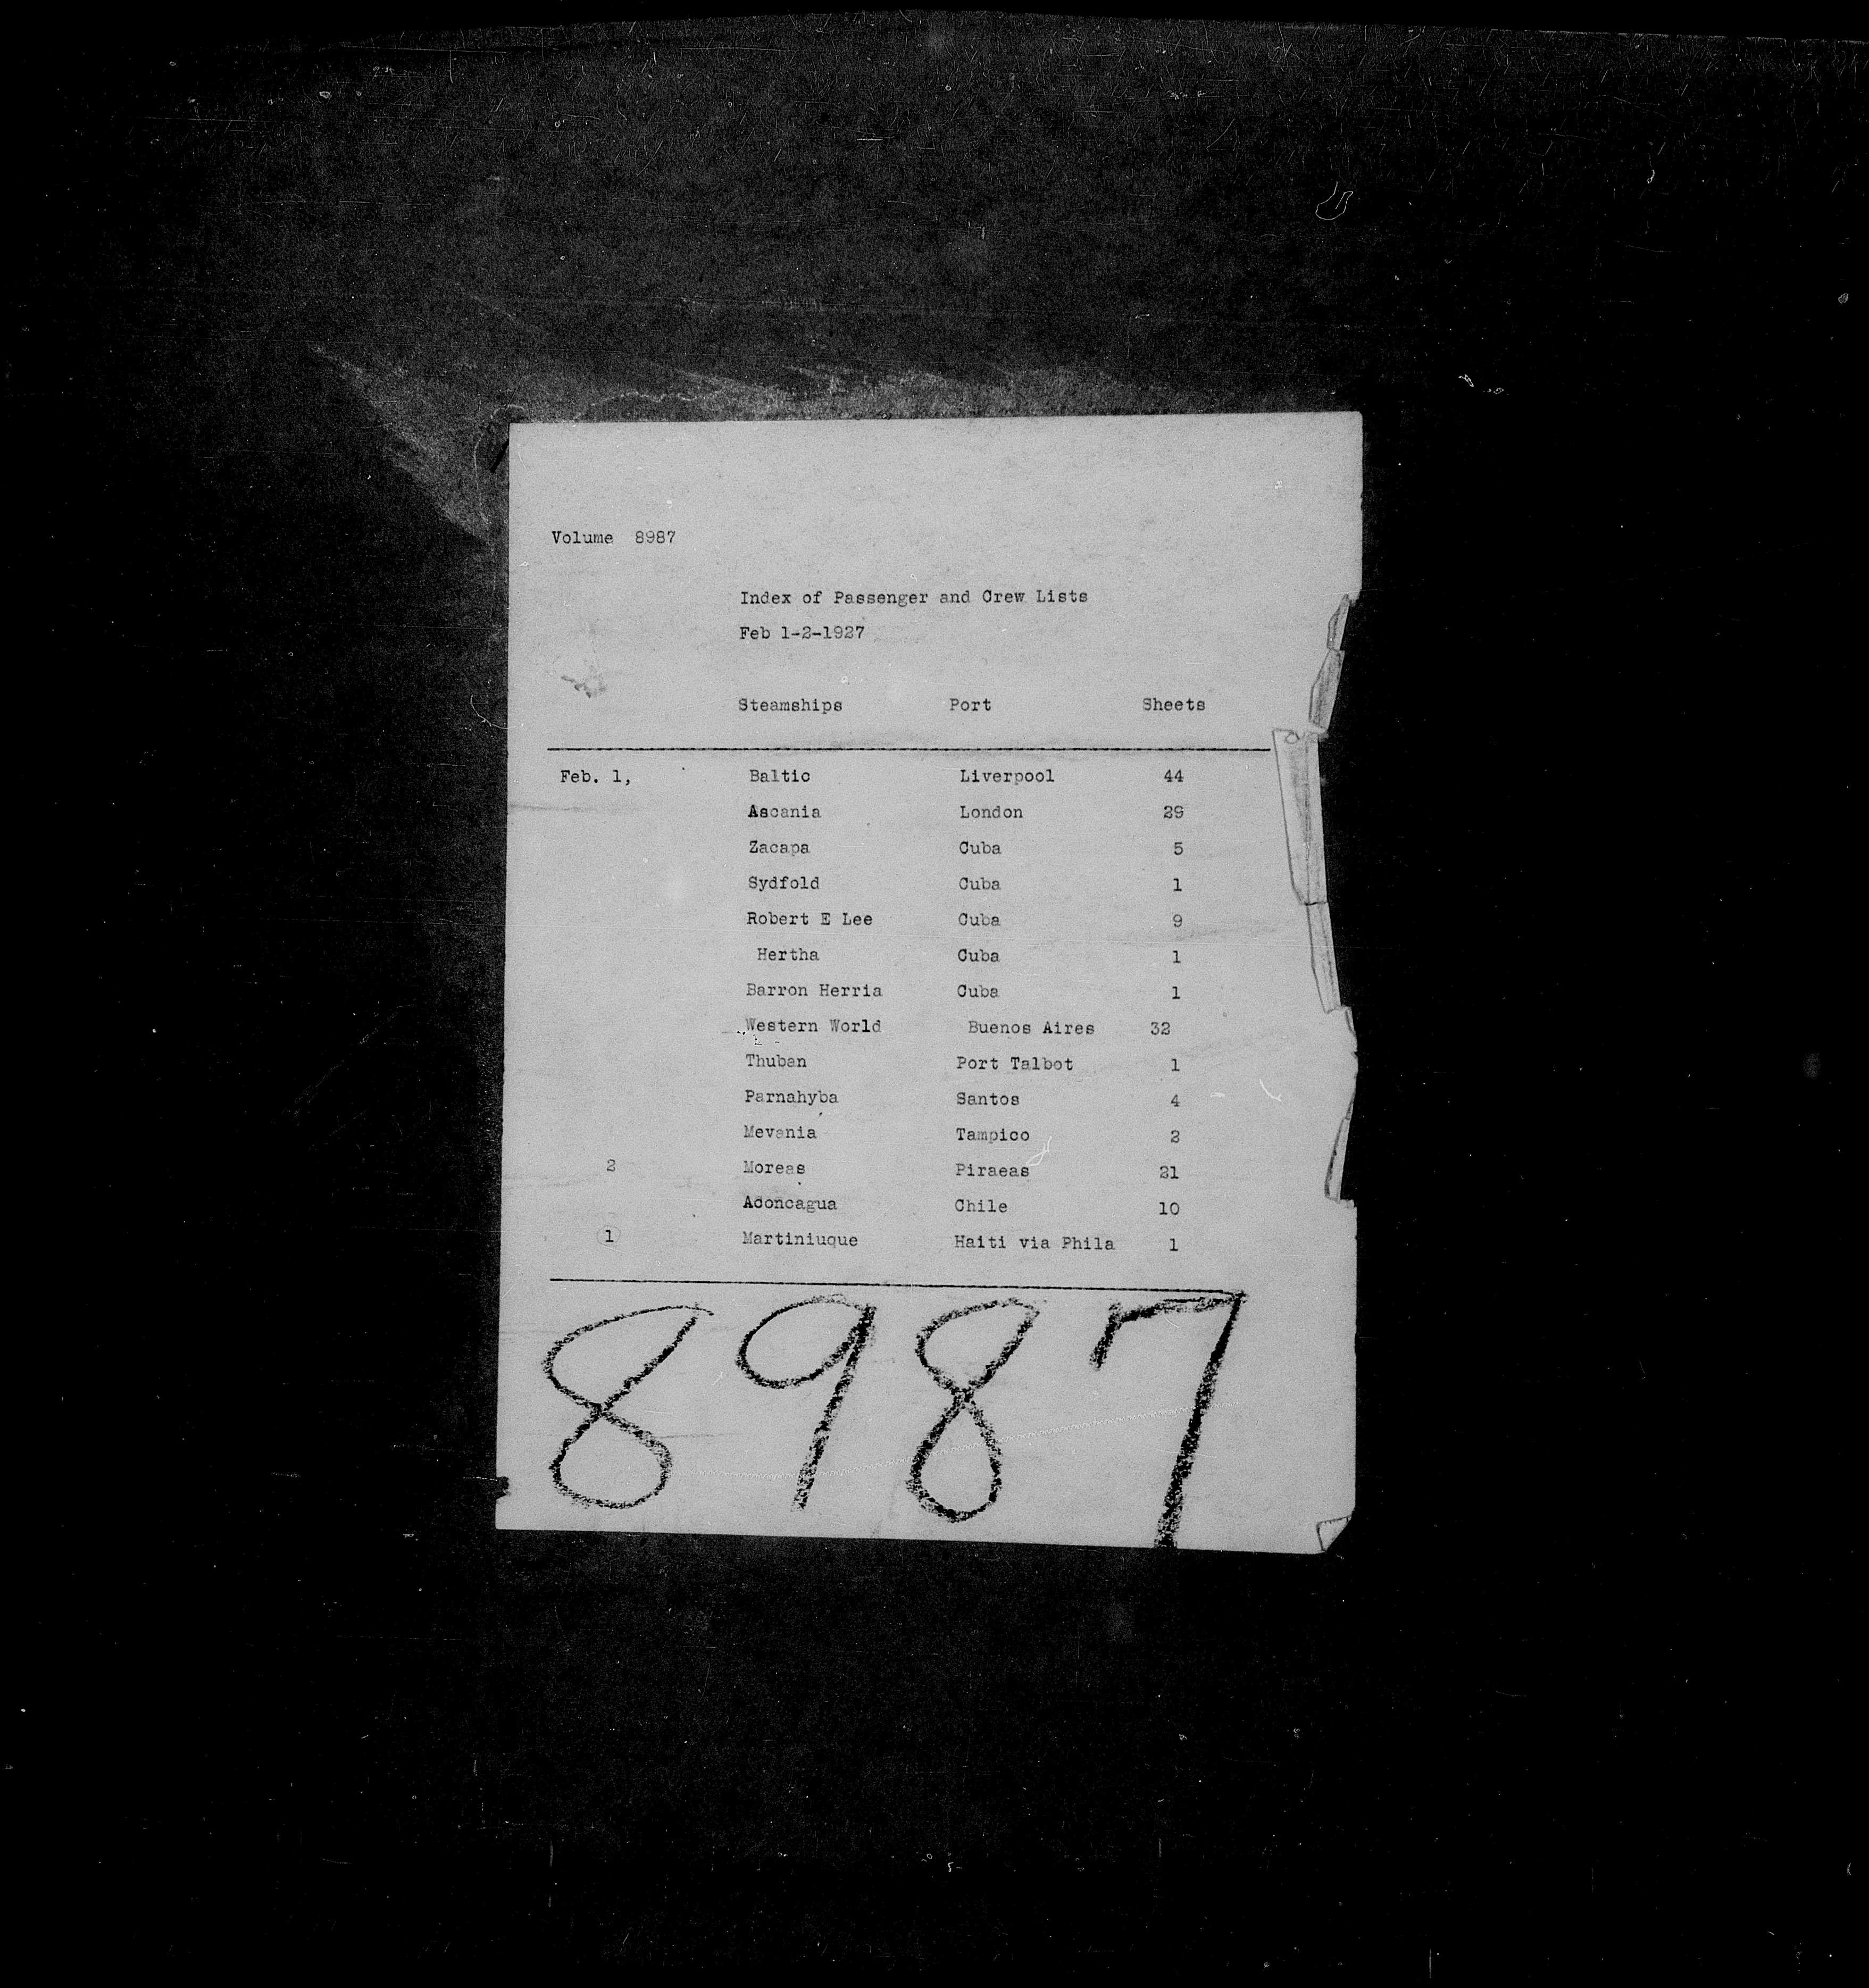 Volume 8987
Index of Passenger and Crew Lists
Feb 1-2-1927
Steamships Port Sheets
Feb. 1, Baltic Liverpool 44
Ascania London 29
Zacapa Cuba 5
Sydfold Cuba 1
Robert E Lee Cuba 9
Hertha Cuba 1
Barron Herria Cuba 1
Western World Buenos Aires 32
Thuban Port Talbot 1
Parnahyba Santos 4
Mevania Tampico 2
2 Moreas Piraeas 21
Aconcagua Chile 10
1 Martiniuque Haiti via Phila 1
8987